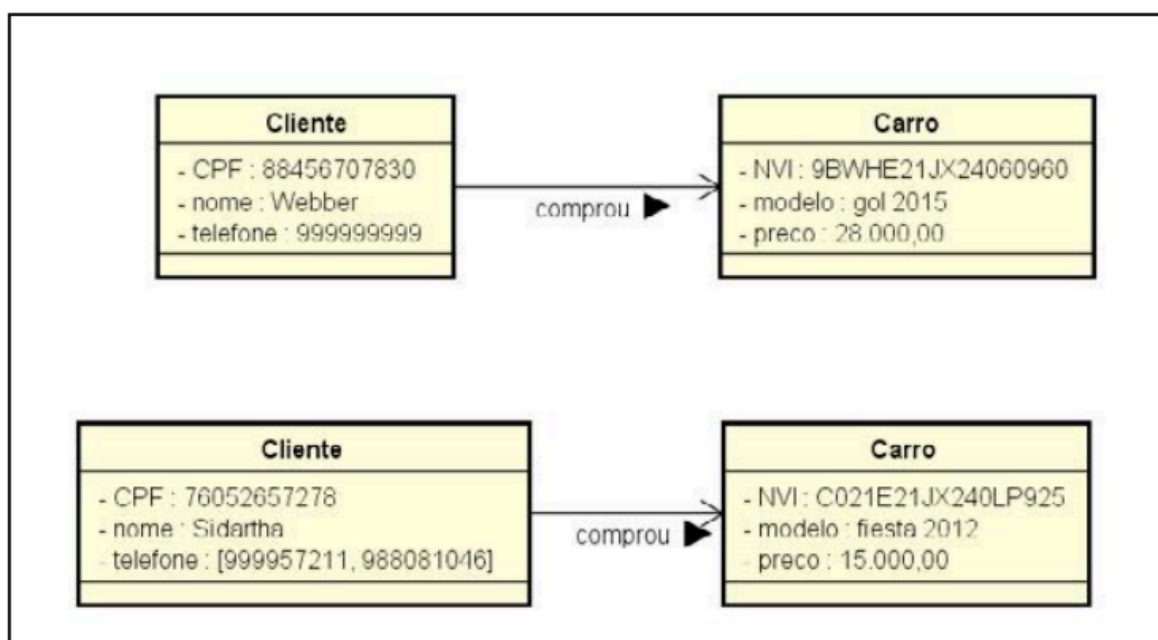 Cliente
- CPF : 88456707830
- nome : Webber
- telefone : 999999999
comprou
Carro
- NVI : 9BWHE21JX24060960
- modelo : gol 2015
- preco : 28.000,00
Cliente
- CPF : 76052657278
- nome : Sidartha
- telefone : [999957211, 988081046]
comprou
Carro
- NVI : C021E21JX240LP925
- modelo : fiesta 2012
- preco : 15.000,00